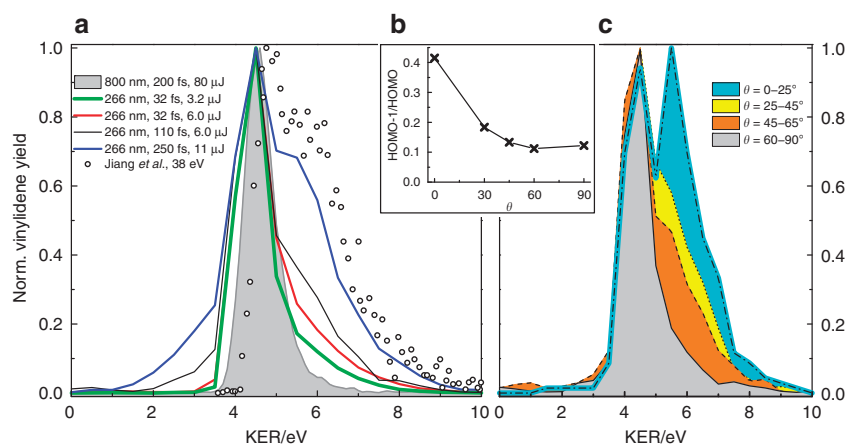 a
b
c
Norm. vinylidene yield
1.0
0.8
0.6
0.4
0.2
0.0
0
2
4
6
8
10
KER/eV
800 nm, 200 fs, 80 μJ
266 nm, 32 fs, 3.2 μJ
266 nm, 32 fs, 6.0 μJ
266 nm, 110 fs, 6.0 μJ
266 nm, 250 fs, 11 μJ
Jiang et al., 38 eV
HOMO-1/HOMO
0.4
0.3
0.2
0.1
0.0
0
30
60
90
θ
θ = 0–25°
θ = 25–45°
θ = 45–65°
θ = 60–90°
1.0
0.8
0.6
0.4
0.2
0.0
0
2
4
6
8
10
KER/eV